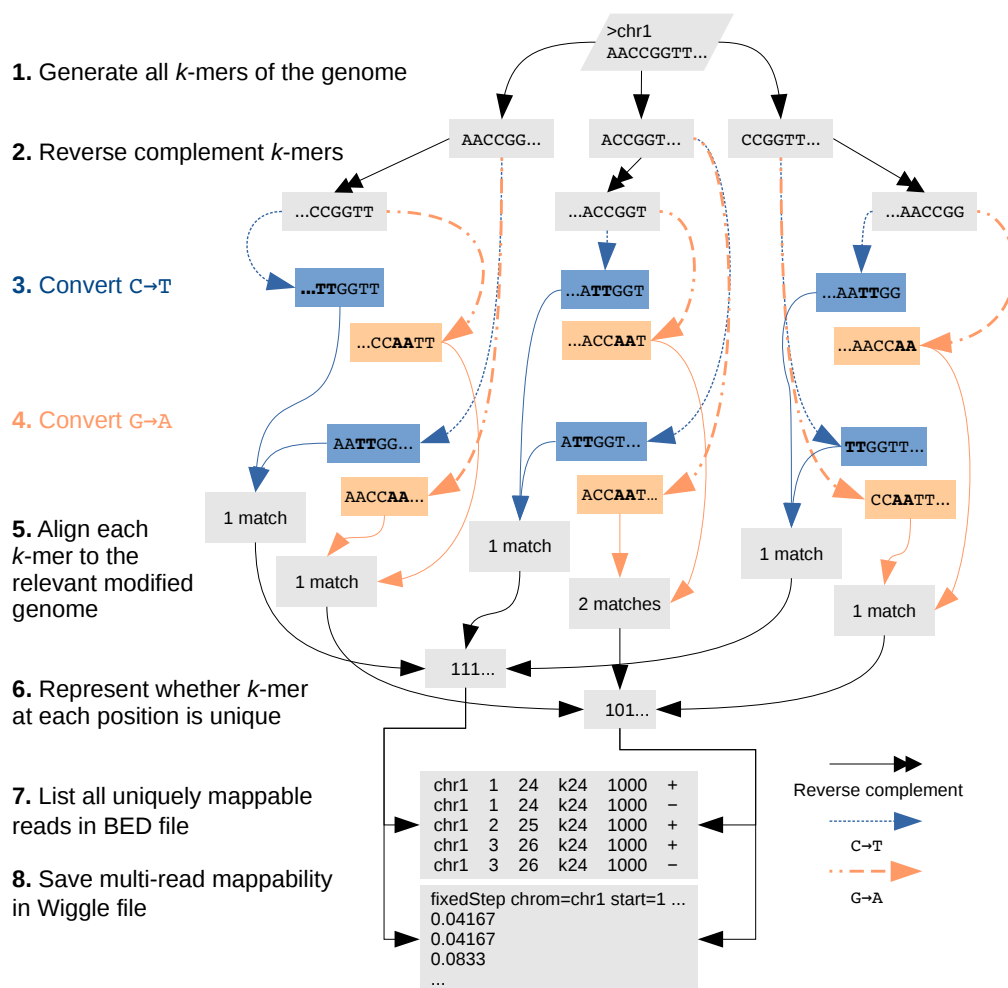 >chr1
AACCGGTT...
1. Generate all k-mers of the genome
AACCGG...
ACCGGT...
CCGGTT...
2. Reverse complement k-mers
...CCGGTT
...ACCGGT
...AACCGG
3. Convert C→T
...TTGGTT
...ATTGGT
...AATTGG
...CCAATT
...ACCAAT
...AACCAA
4. Convert G→A
AATTGG...
ATTGGT...
TTGGTT...
AACCAA...
ACCAAT...
CCAATT...
5. Align each
k-mer to the
relevant modified
genome
1 match
1 match
1 match
1 match
2 matches
1 match
111...
6. Represent whether k-mer
at each position is unique
101...
7. List all uniquely mappable
reads in BED file
chr1 1 24 k24 1000 +
chr1 1 24 k24 1000 −
chr1 2 25 k24 1000 +
chr1 3 26 k24 1000 +
chr1 3 26 k24 1000 −
8. Save multi-read mappability
in Wiggle file
fixedStep chrom=chr1 start=1 ...
0.04167
0.04167
0.0833
...
Reverse complement
C→T
G→A